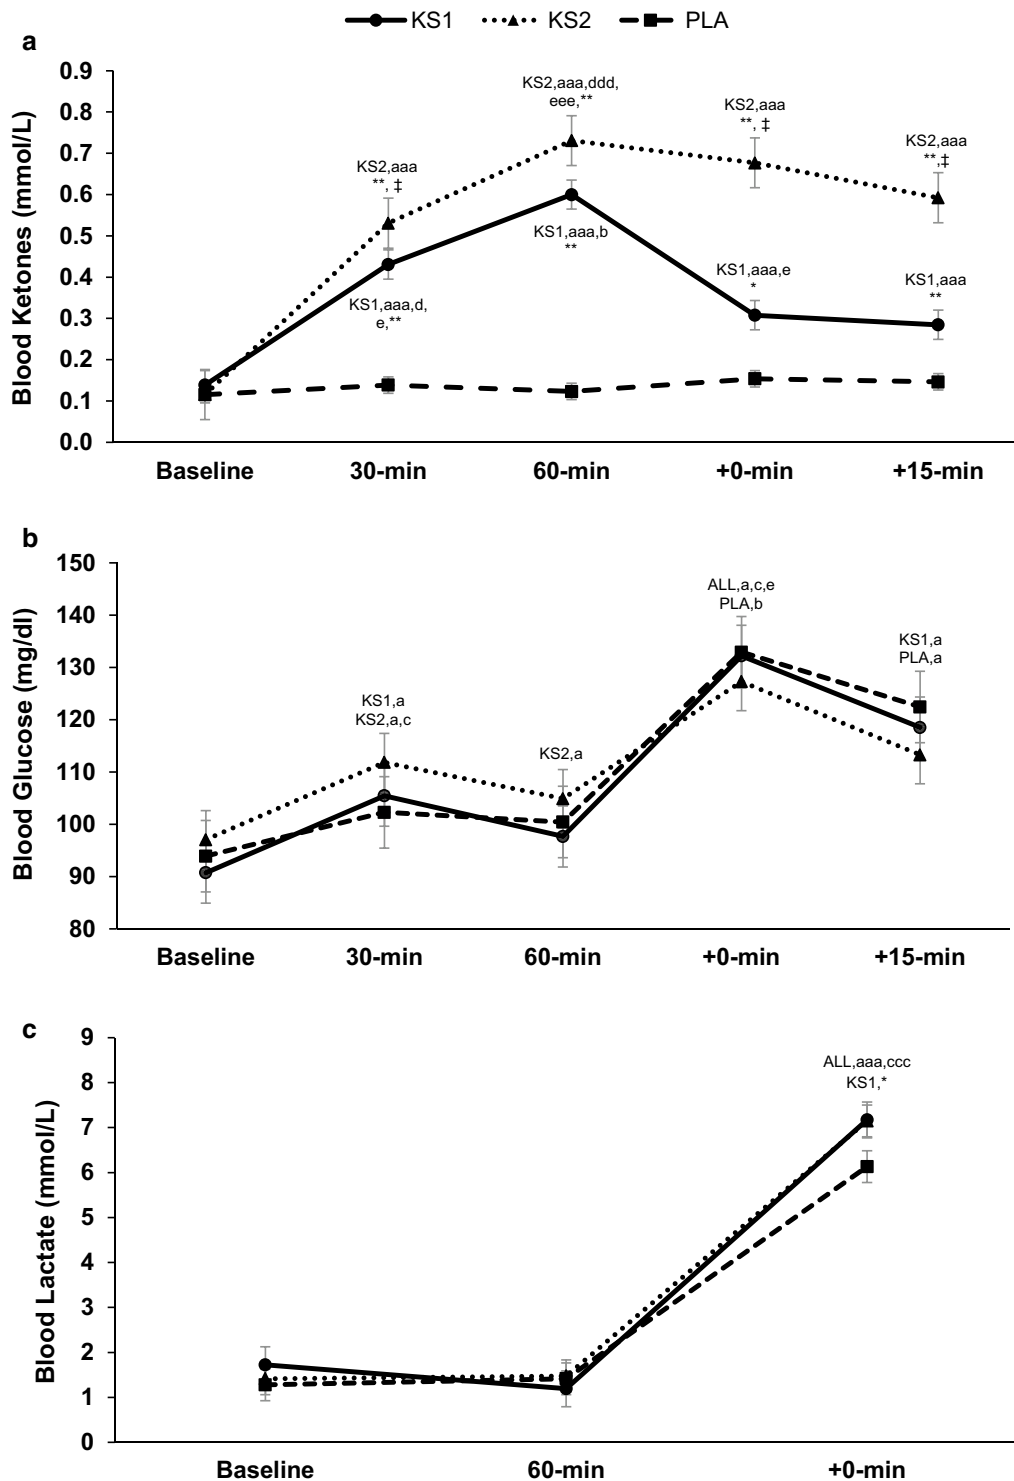 KS1 KS2 PLA
a
Blood Ketones (mmol/L)
0.9
0.8
0.7
0.6
0.5
0.4
0.3
0.2
0.1
0.0
KS2,aaa
**, ‡
KS1,aaa,d,
e,**
KS2,aaa,ddd,
eee,**
KS1,aaa,b
**
KS2,aaa
**, ‡
KS1,aaa,e
*
KS2,aaa
**,‡
KS1,aaa
**
Baseline 30-min 60-min +0-min +15-min
b
Blood Glucose (mg/dl)
150
140
130
120
110
100
90
80
KS1,a
KS2,a,c
KS2,a
ALL,a,c,e
PLA,b
KS1,a
PLA,a
Baseline 30-min 60-min +0-min +15-min
c
Blood Lactate (mmol/L)
9
8
7
6
5
4
3
2
1
0
ALL,aaa,ccc
KS1,*
Baseline 60-min +0-min